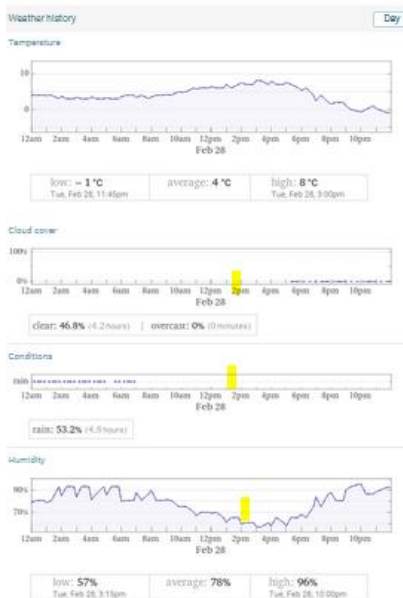 Weather history
Day
Temperature
10
0
12am 2am 4am 6am 8am 10am 12pm 2pm 4pm 6pm 8pm 10pm
Feb 28
low: – 1 °C average: 4 °C high: 8 °C
Tue, Feb 28, 11:45pm Tue, Feb 28, 3:00pm
Cloud cover
100%
0%
12am 2am 4am 6am 8am 10am 12pm 2pm 4pm 6pm 8pm 10pm
Feb 28
clear: 46.8% (4.2 hours) | overcast: 0% (0 minutes)
Conditions
rain
12am 2am 4am 6am 8am 10am 12pm 2pm 4pm 6pm 8pm 10pm
Feb 28
rain: 53.2% (4.8 hours)
Humidity
90%
70%
12am 2am 4am 6am 8am 10am 12pm 2pm 4pm 6pm 8pm 10pm
Feb 28
low: 57% average: 78% high: 96%
Tue, Feb 28, 3:15pm Tue, Feb 28, 10:00pm